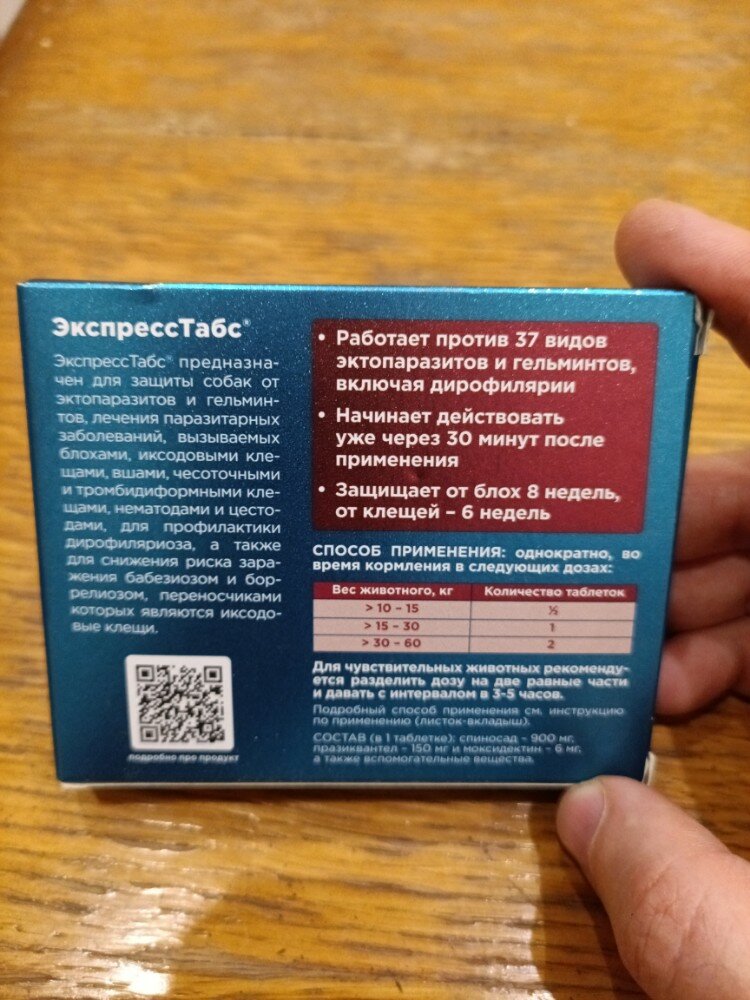 ЭкспрессТабс®
ЭкспрессТабс® предназна-
чен для защиты собак от
эктопаразитов и гельмин-
тов, лечения паразитарных
заболеваний, вызываемых
блохами, иксодовыми кле-
щами, вшами, чесоточными
и тромбидиформными кле-
щами, нематодами и цесто-
дами, для профилактики
дирофиляриоза, а также
для снижения риска зара-
жения бабезиозом и бор-
релиозом, переносчиками
которых являются иксодо-
вые клещи.
подробно про продукт
• Работает против 37 видов
эктопаразитов и гельминтов,
включая дирофилярии
• Начинает действовать
уже через 30 минут после
применения
• Защищает от блох 8 недель,
от клещей – 6 недель
СПОСОБ ПРИМЕНЕНИЯ: однократно, во
время кормления в следующих дозах:
Вес животного, кг Количество таблеток
> 10 – 15 ½
> 15 – 30 1
> 30 – 60 2
Для чувствительных животных рекоменду-
ется разделить дозу на две равные части
и давать с интервалом в 3-5 часов.
Подробный способ применения см. инструкцию
по применению (листок-вкладыш).
СОСТАВ (в 1 таблетке): спиносад – 900 мг,
празиквантел – 150 мг и моксидектин – 6 мг,
а также вспомогательные вещества.